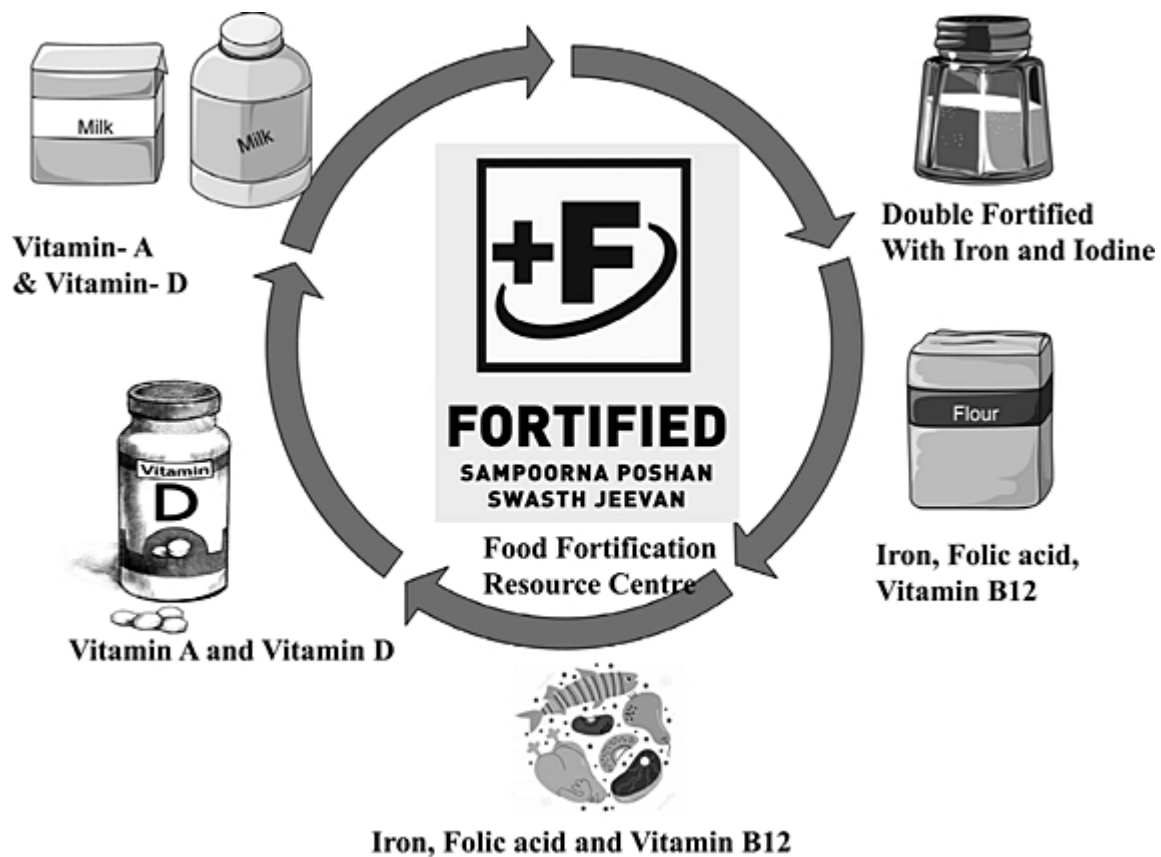 Milk
Milk
Vitamin- A
& Vitamin- D
Double Fortified
With Iron and Iodine
+F
FORTIFIED
SAMPOORNA POSHAN
SWASTH JEEVAN
Food Fortification
Resource Centre
Flour
Iron, Folic acid,
Vitamin B12
Vitamin
D
Vitamin A and Vitamin D
Iron, Folic acid and Vitamin B12